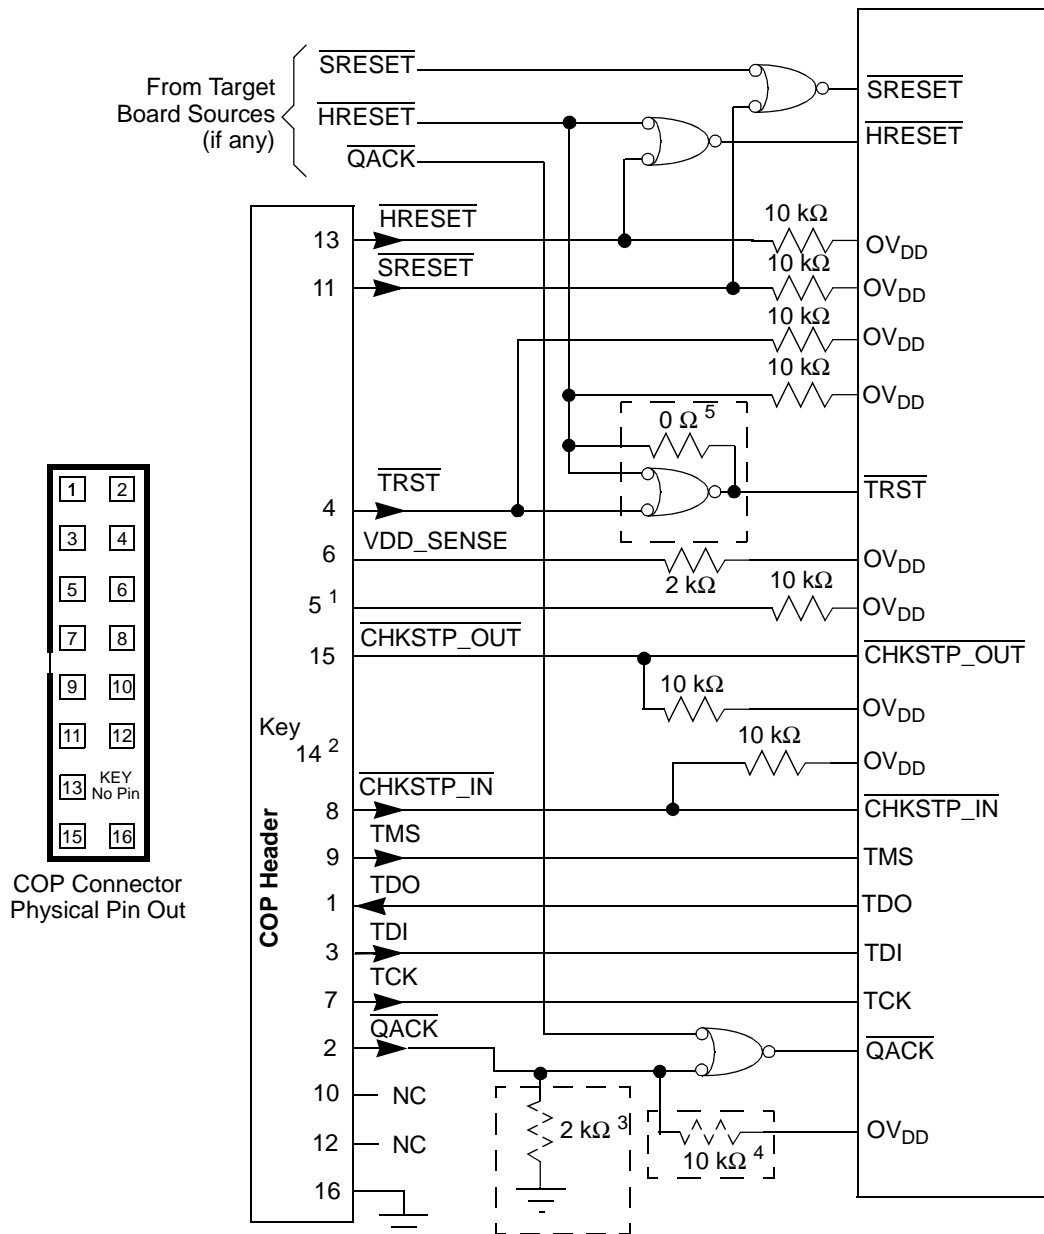 From Target
Board Sources
(if any)
SRESET
HRESET
QACK
SRESET
HRESET
13
HRESET
10 kΩ
OVDD
11
SRESET
10 kΩ
OVDD
10 kΩ
OVDD
10 kΩ
OVDD
0 Ω 5
4
TRST
TRST
6
VDD_SENSE
2 kΩ
OVDD
5 1
10 kΩ
OVDD
15
CHKSTP_OUT
CHKSTP_OUT
10 kΩ
OVDD
Key
14 2
10 kΩ
OVDD
8
CHKSTP_IN
CHKSTP_IN
9
TMS
TMS
1
TDO
TDO
3
TDI
TDI
7
TCK
TCK
2
QACK
QACK
10
NC
2 kΩ 3
10 kΩ 4
OVDD
12
NC
16
COP Header
1 2
3 4
5 6
7 8
9 10
11 12
13 KEY
No Pin
15 16
COP Connector
Physical Pin Out